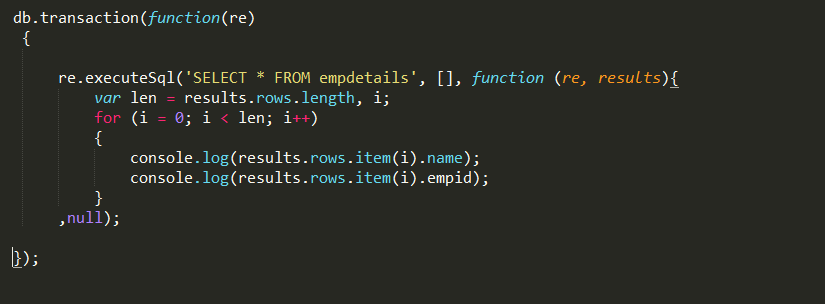 db.transaction(function(re)
{
re.executeSql('SELECT * FROM empdetails', [], function (re, results){
var len = results.rows.length, i;
for (i = 0; i < len; i++)
{
console.log(results.rows.item(i).name);
console.log(results.rows.item(i).empid);
}
,null);
});